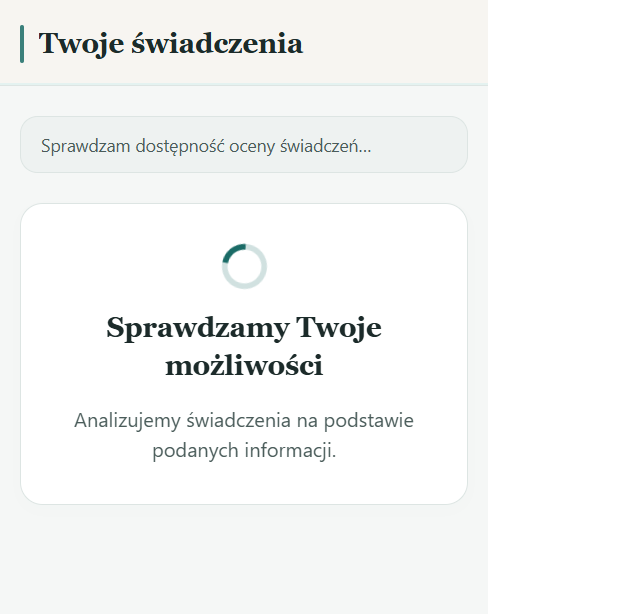 Twoje świadczenia
Sprawdzam dostępność oceny świadczeń...
Sprawdzamy Twoje
możliwości
Analizujemy świadczenia na podstawie
podanych informacji.